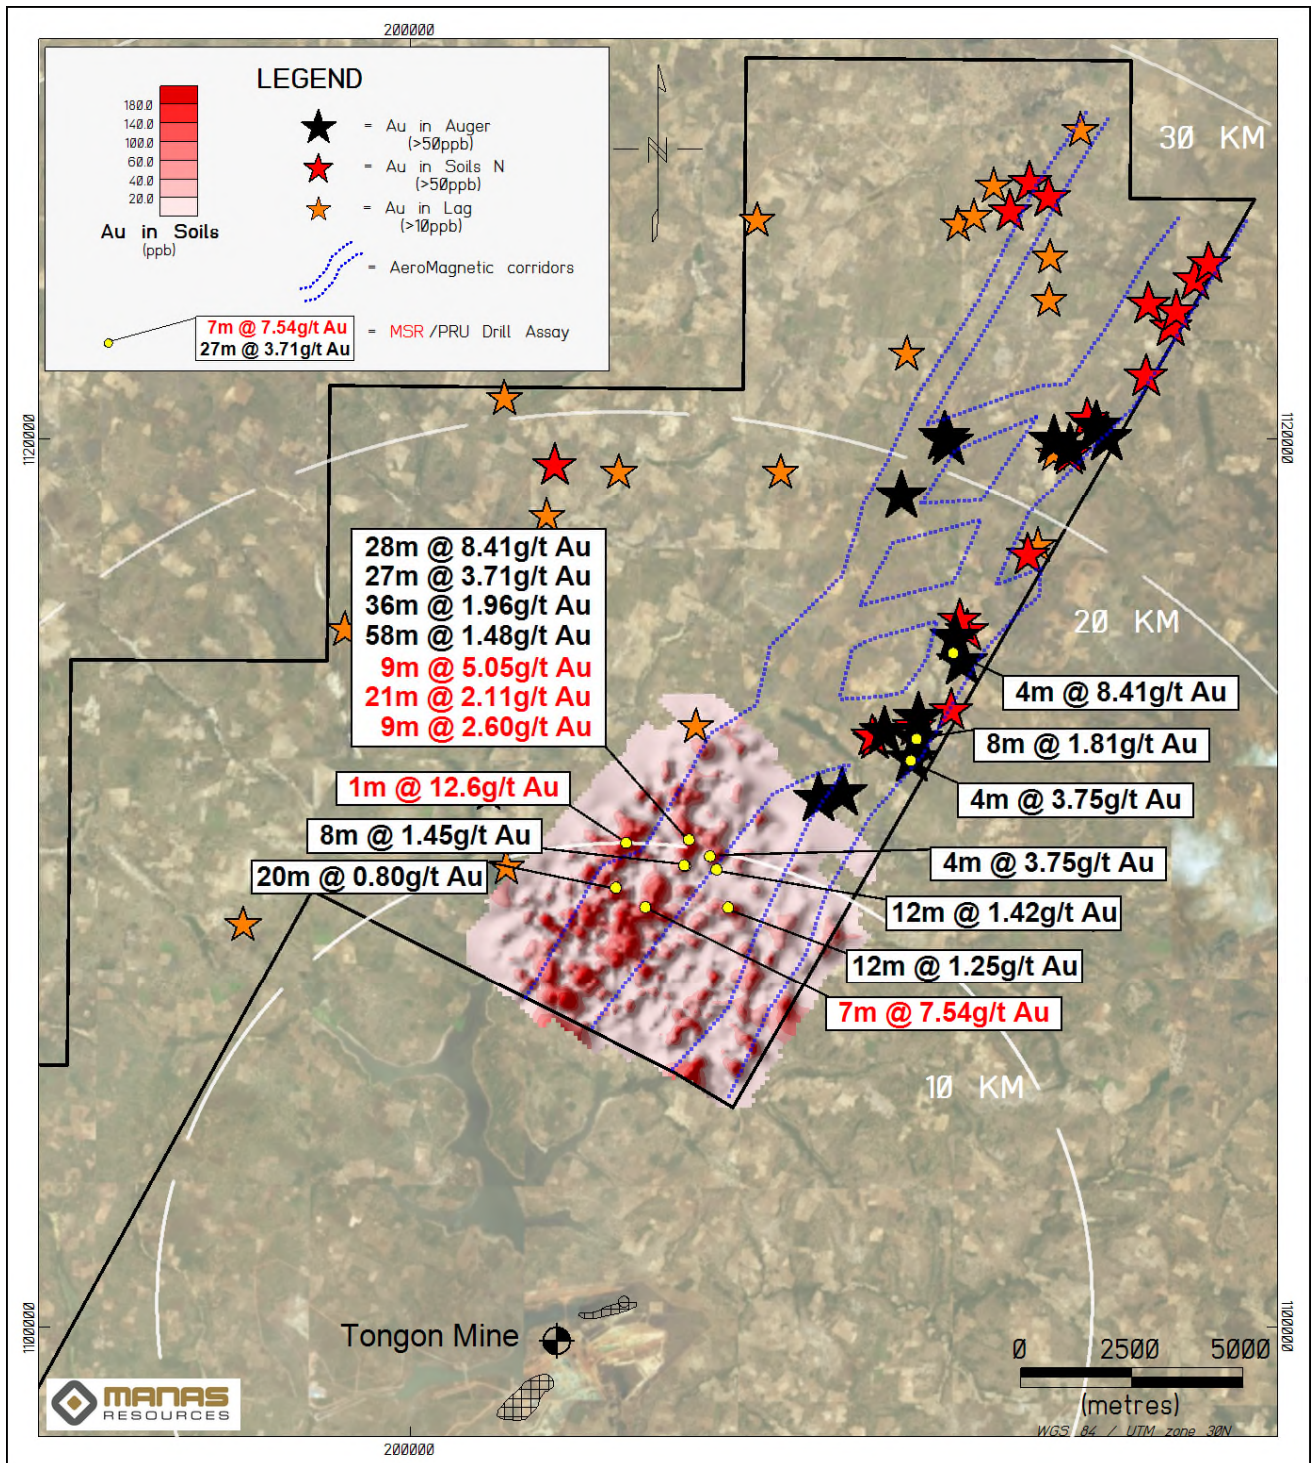 200000
LEGEND
180.0
140.0
100.0
60.0
40.0
20.0
Au in Soils
(ppb)
= Au in Auger
(>50ppb)
= Au in Soils N
(>50ppb)
= Au in Lag
(>10ppb)
= AeroMagnetic corridors
7m @ 7.54g/t Au
27m @ 3.71g/t Au
= MSR/PRU Drill Assay
N
30 KM
1120000
1120000
28m @ 8.41g/t Au
27m @ 3.71g/t Au
36m @ 1.96g/t Au
58m @ 1.48g/t Au
9m @ 5.05g/t Au
21m @ 2.11g/t Au
9m @ 2.60g/t Au
20 KM
4m @ 8.41g/t Au
8m @ 1.81g/t Au
4m @ 3.75g/t Au
1m @ 12.6g/t Au
8m @ 1.45g/t Au
20m @ 0.80g/t Au
4m @ 3.75g/t Au
12m @ 1.42g/t Au
12m @ 1.25g/t Au
7m @ 7.54g/t Au
10 KM
1100000
1100000
Tongon Mine
0 2500 5000
(metres)
WGS 84 / UTM zone 30N
MANAS
RESOURCES
200000